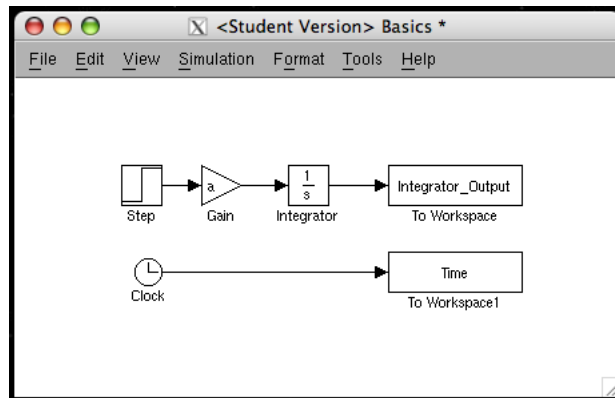 X <Student Version> Basics *
File Edit View Simulation Format Tools Help
a
1
s
Integrator_Output
Step
Gain
Integrator
To Workspace
Time
Clock
To Workspace1